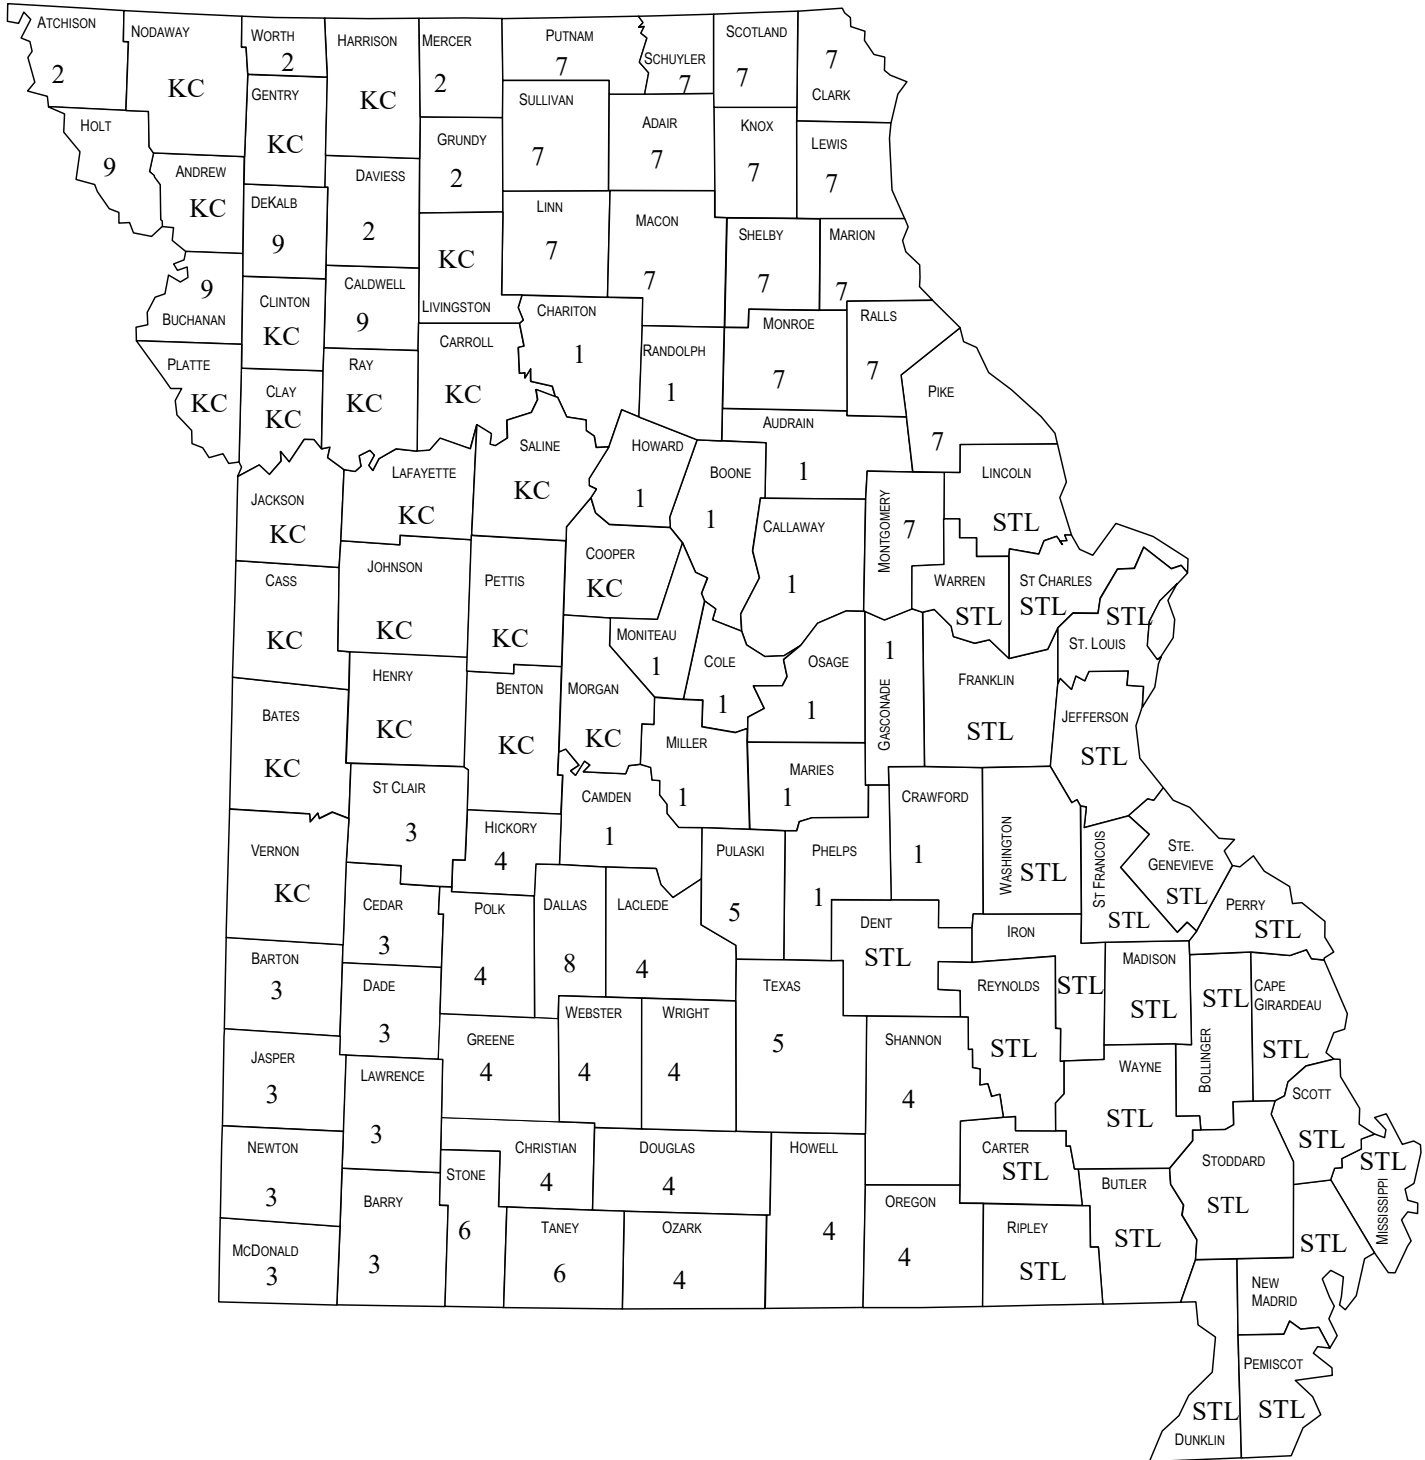 ATCHISON
2
NODAWAY
KC
WORTH
2
HARRISON
KC
MERCER
2
PUTNAM
7
SCHUYLER
7
SCOTLAND
7
7
CLARK
HOLT
9
ANDREW
KC
GENTRY
KC
DEKALB
9
DAVIESS
2
GRUNDY
2
SULLIVAN
7
ADAIR
7
KNOX
7
LEWIS
7
LINN
7
MACON
7
SHELBY
7
MARION
7
9
BUCHANAN
CLINTON
KC
CALDWELL
9
KC
LIVINGSTON
CHARITON
1
RANDOLPH
1
MONROE
7
RALLS
7
PIKE
7
PLATTE
KC
CLAY
KC
RAY
KC
CARROLL
KC
SALINE
KC
HOWARD
1
BOONE
1
AUDRAIN
1
LINCOLN
STL
JACKSON
KC
LAFAYETTE
KC
COOPER
KC
CALLAWAY
1
MONTGOMERY
7
WARREN
STL
ST CHARLES
STL
STL
ST. LOUIS
CASS
KC
JOHNSON
KC
PETTIS
KC
MONITEAU
1
COLE
1
OSAGE
1
1
GASCONADE
FRANKLIN
STL
JEFFERSON
STL
BATES
KC
HENRY
KC
BENTON
KC
MORGAN
KC
MILLER
1
MARIES
1
CRAWFORD
1
WASHINGTON
STL
ST FRANCOIS
STL
STE.
GENEVIEVE
STL
PERRY
STL
VERNON
KC
ST CLAIR
3
HICKORY
4
CAMDEN
1
PULASKI
5
PHELPS
1
DENT
STL
IRON
STL
MADISON
STL
STL
BOLLINGER
CAPE
GIRARDEAU
STL
CEDAR
3
POLK
4
DALLAS
8
LACLEDE
4
TEXAS
5
REYNOLDS
STL
BARTON
3
DADE
3
GREENE
4
WEBSTER
4
WRIGHT
4
SHANNON
4
WAYNE
STL
SCOTT
STL
STL
MISSISSIPPI
JASPER
3
LAWRENCE
3
CHRISTIAN
4
DOUGLAS
4
HOWELL
4
CARTER
STL
BUTLER
STL
STODDARD
STL
NEWTON
3
BARRY
3
STONE
6
TANEY
6
OZARK
4
OREGON
4
RIPLEY
STL
STL
NEW
MADRID
MCDONALD
3
PEMISCOT
STL
STL
DUNKLIN